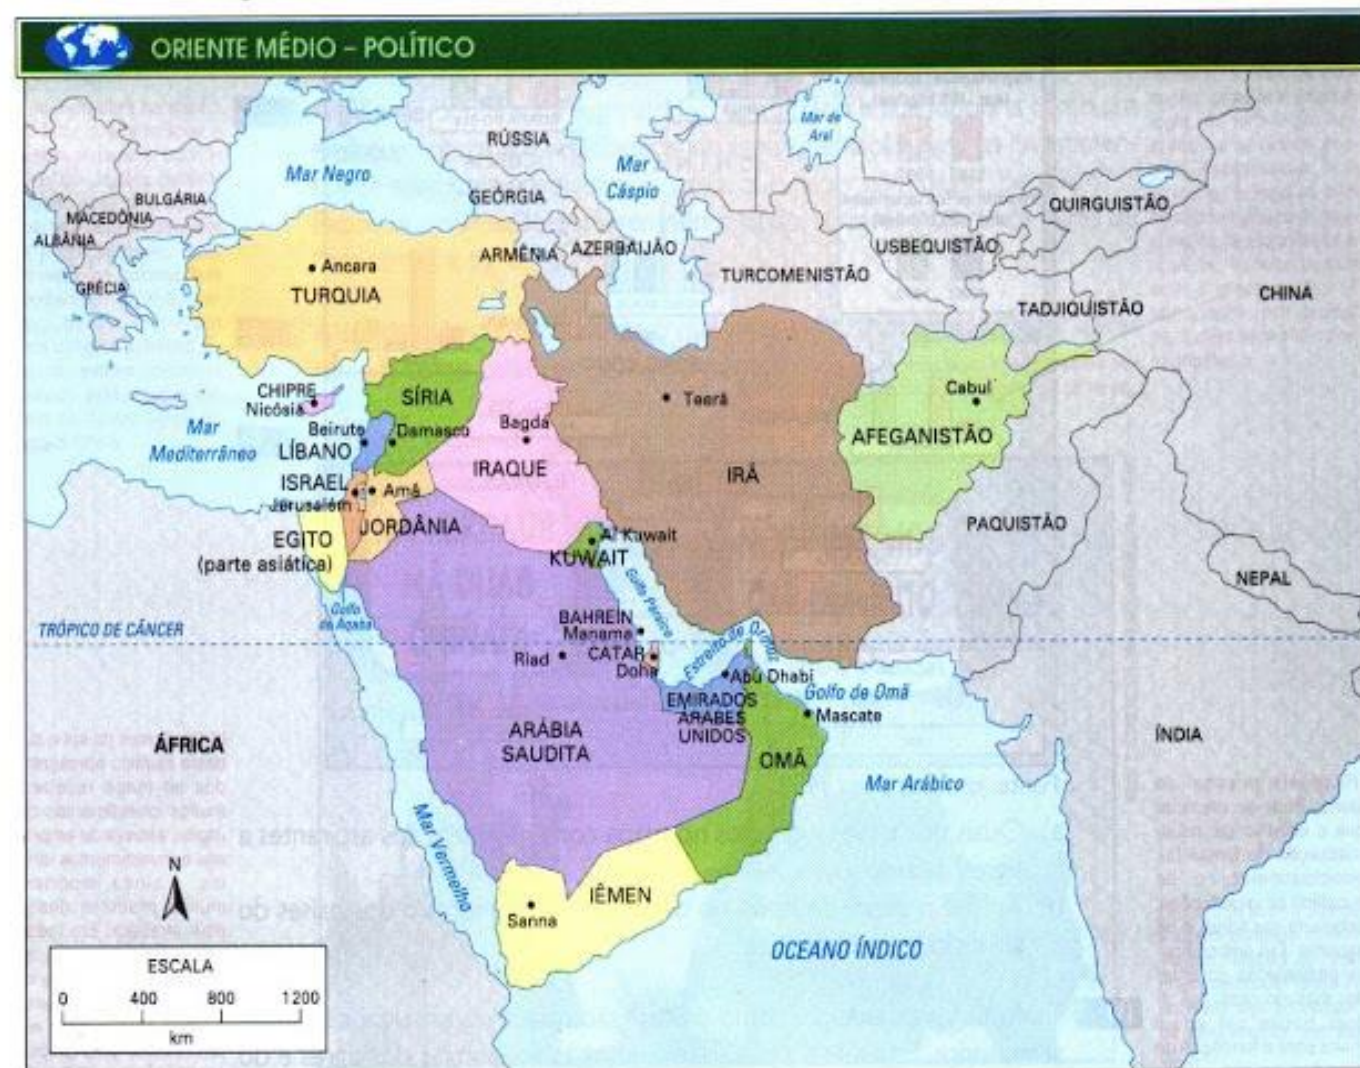 ORIENTE MÉDIO – POLÍTICO
Mar de
Aral
RÚSSIA
Mar
Cáspio
Mar Negro
GEÓRGIA
BULGÁRIA
QUIRGUISTÃO
MACEDÔNIA
ALBÂNIA
ARMÊNIA
AZERBAIJÃO
USBEQUISTÃO
Ancara
TURCOMENISTÃO
GRÉCIA
TURQUIA
CHINA
TADJIQUISTÃO
CHIPRE
Nicósia
SÍRIA
Teerã
Cabul
Mar
Mediterrâneo
Beirute
Damasco
Bagdá
LÍBANO
AFEGANISTÃO
IRAQUE
IRÃ
ISRAEL
Amã
Jerusalém
JORDÂNIA
PAQUISTÃO
EGITO
(parte asiática)
Al Kuwait
KUWAIT
NEPAL
Golfo Pérsico
Golfo
de Aqaba
TRÓPICO DE CÂNCER
BAHREIN
Manama
Estreito de Ormuz
Riad
CATAR
Doha
Abu Dhabi
Golfo de Omã
EMIRADOS
ÁRABES
UNIDOS
Mascate
ARÁBIA
SAUDITA
ÁFRICA
ÍNDIA
OMÃ
Mar Arábico
Mar Vermelho
N
IÊMEN
Sanna
OCEANO ÍNDICO
ESCALA
0 400 800 1200
km